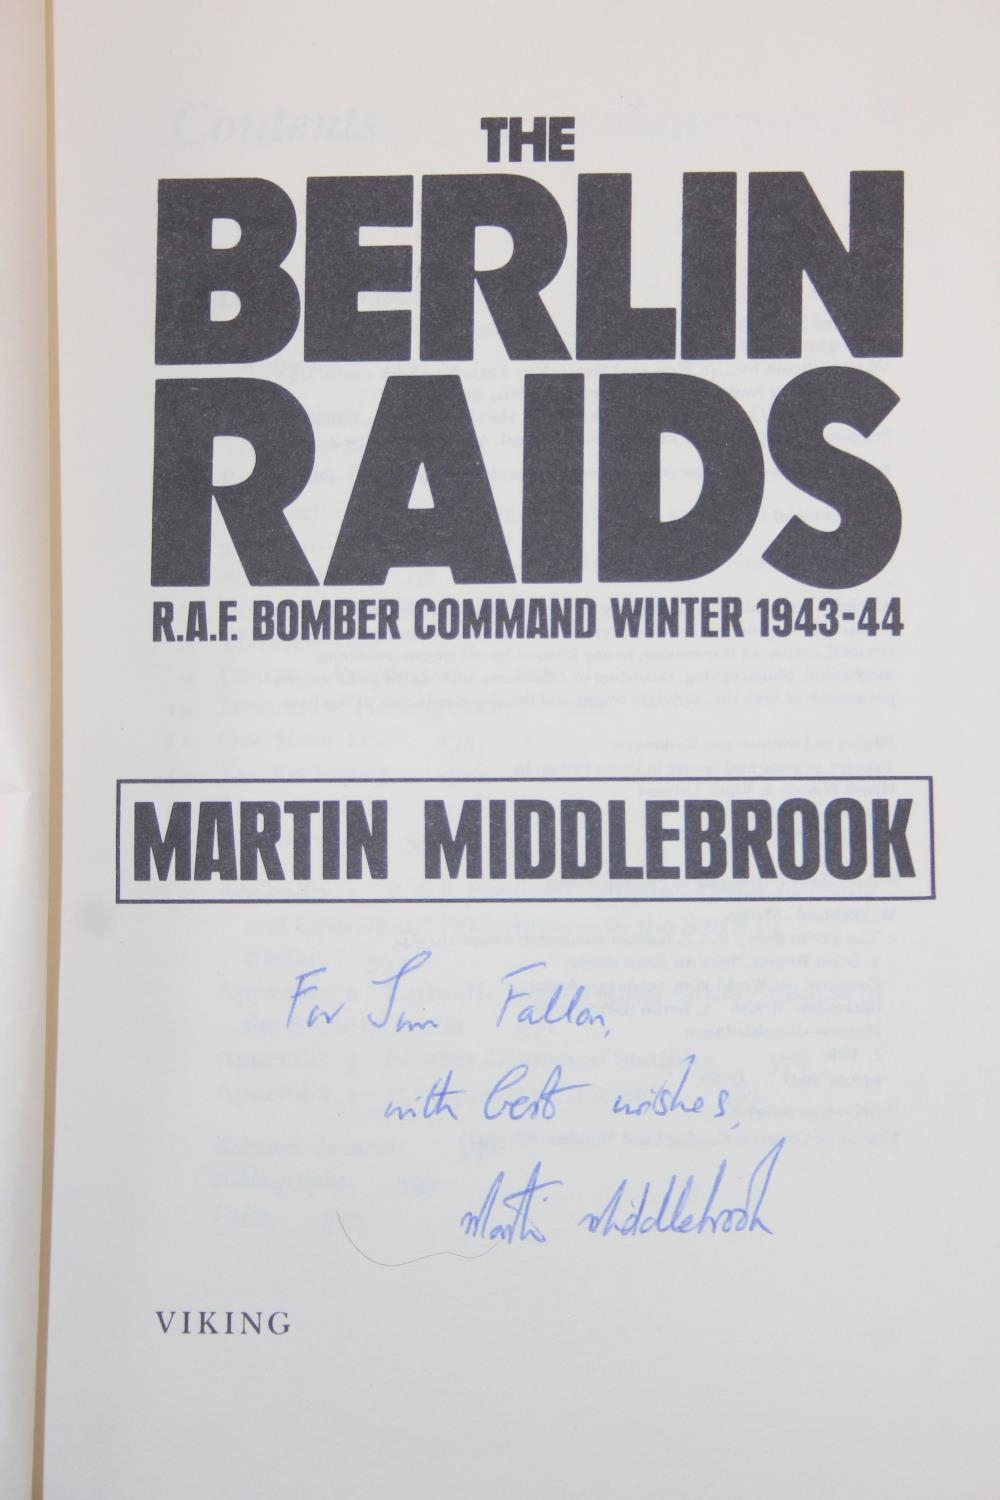 THE
BERLIN
RAIDS
R.A.F. BOMBER COMMAND WINTER 1943-44
MARTIN MIDDLEBROOK
For Jim Fallon,
with best wishes,
Martin Middlebrook
VIKING
Contents